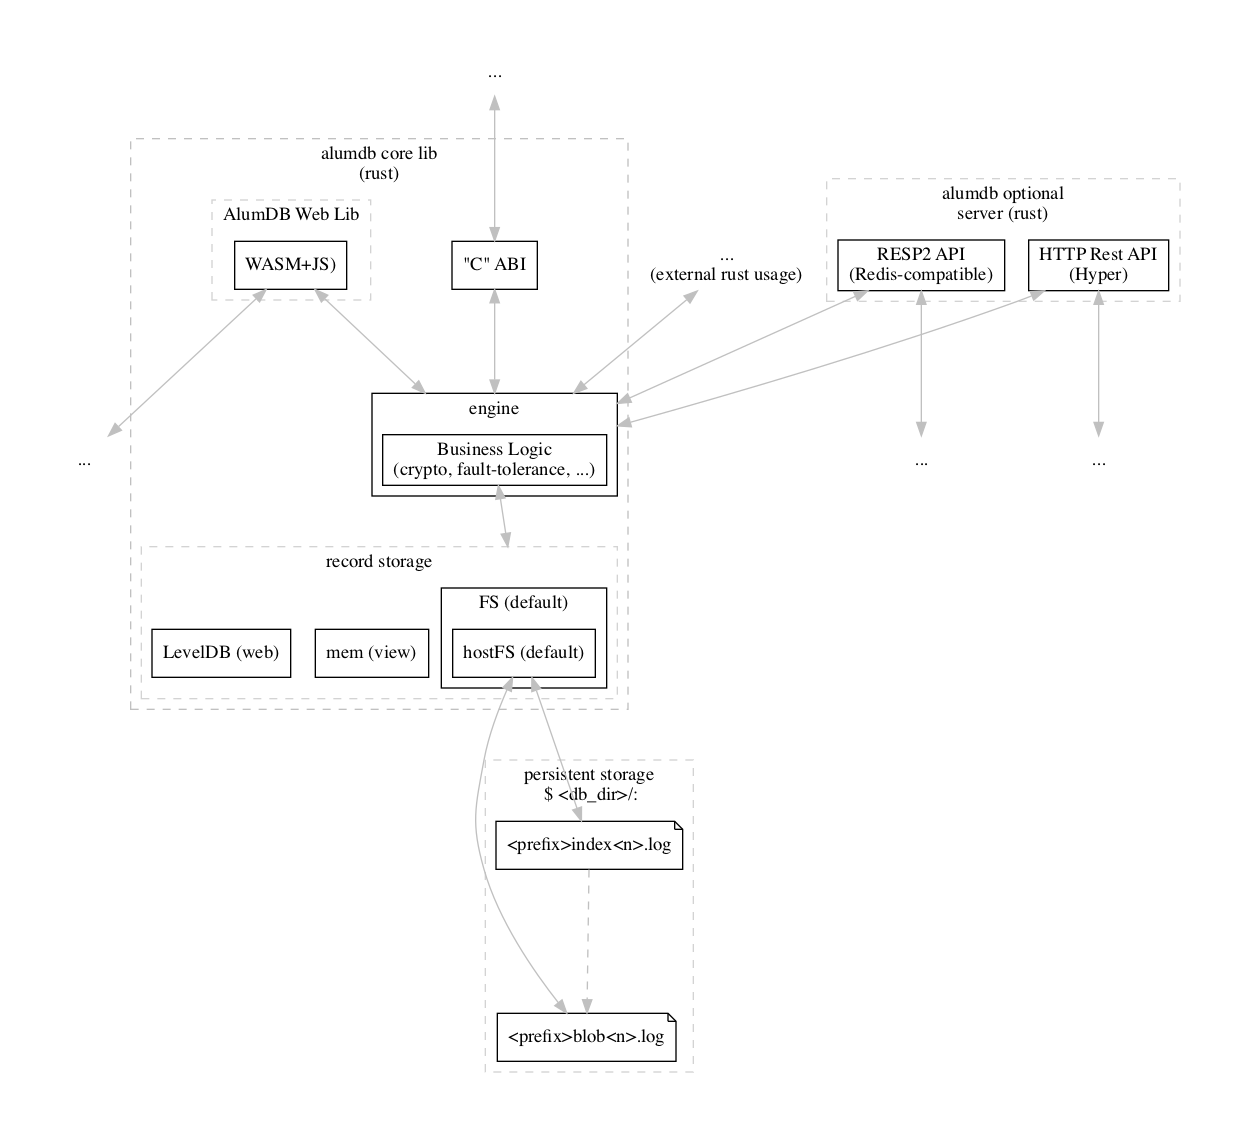 ...
alumdb core lib
(rust)
AlumDB Web Lib
WASM+JS)
"C" ABI
...
(external rust usage)
alumdb optional
server (rust)
RESP2 API
(Redis-compatible)
HTTP Rest API
(Hyper)
engine
Business Logic
(crypto, fault-tolerance, ...)
...
...
...
record storage
LevelDB (web)
mem (view)
FS (default)
hostFS (default)
persistent storage
$ <db_dir>/:
<prefix>index<n>.log
<prefix>blob<n>.log